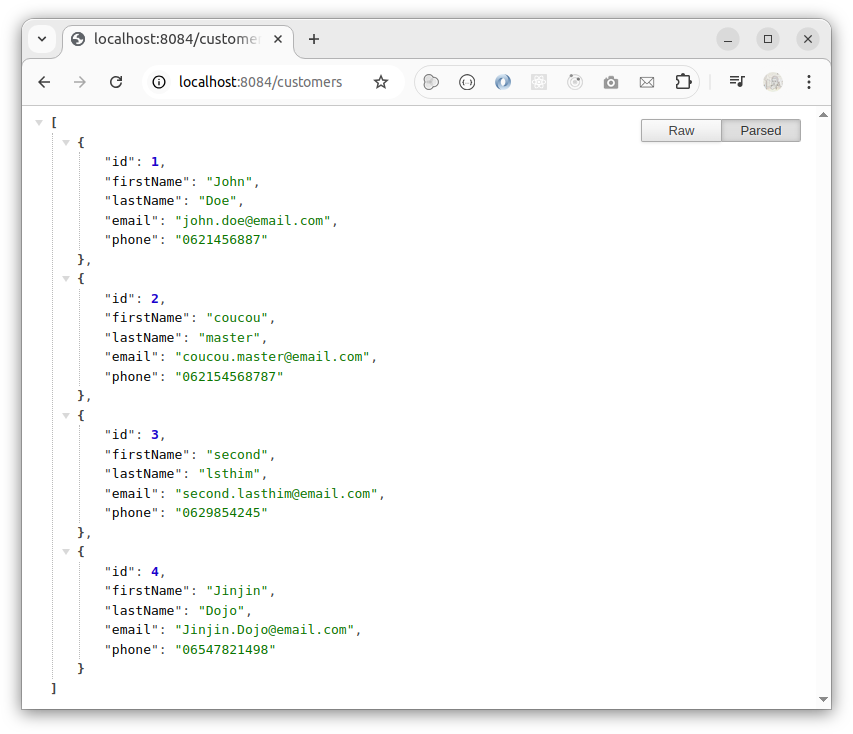 localhost:8084/custome
localhost:8084/customers
Raw
Parsed
[
{
"id": 1,
"firstName": "John",
"lastName": "Doe",
"email": "john.doe@email.com",
"phone": "0621456887"
},
{
"id": 2,
"firstName": "coucou",
"lastName": "master",
"email": "coucou.master@email.com",
"phone": "062154568787"
},
{
"id": 3,
"firstName": "second",
"lastName": "lsthim",
"email": "second.lasthim@email.com",
"phone": "0629854245"
},
{
"id": 4,
"firstName": "Jinjin",
"lastName": "Dojo",
"email": "Jinjin.Dojo@email.com",
"phone": "06547821498"
}
]